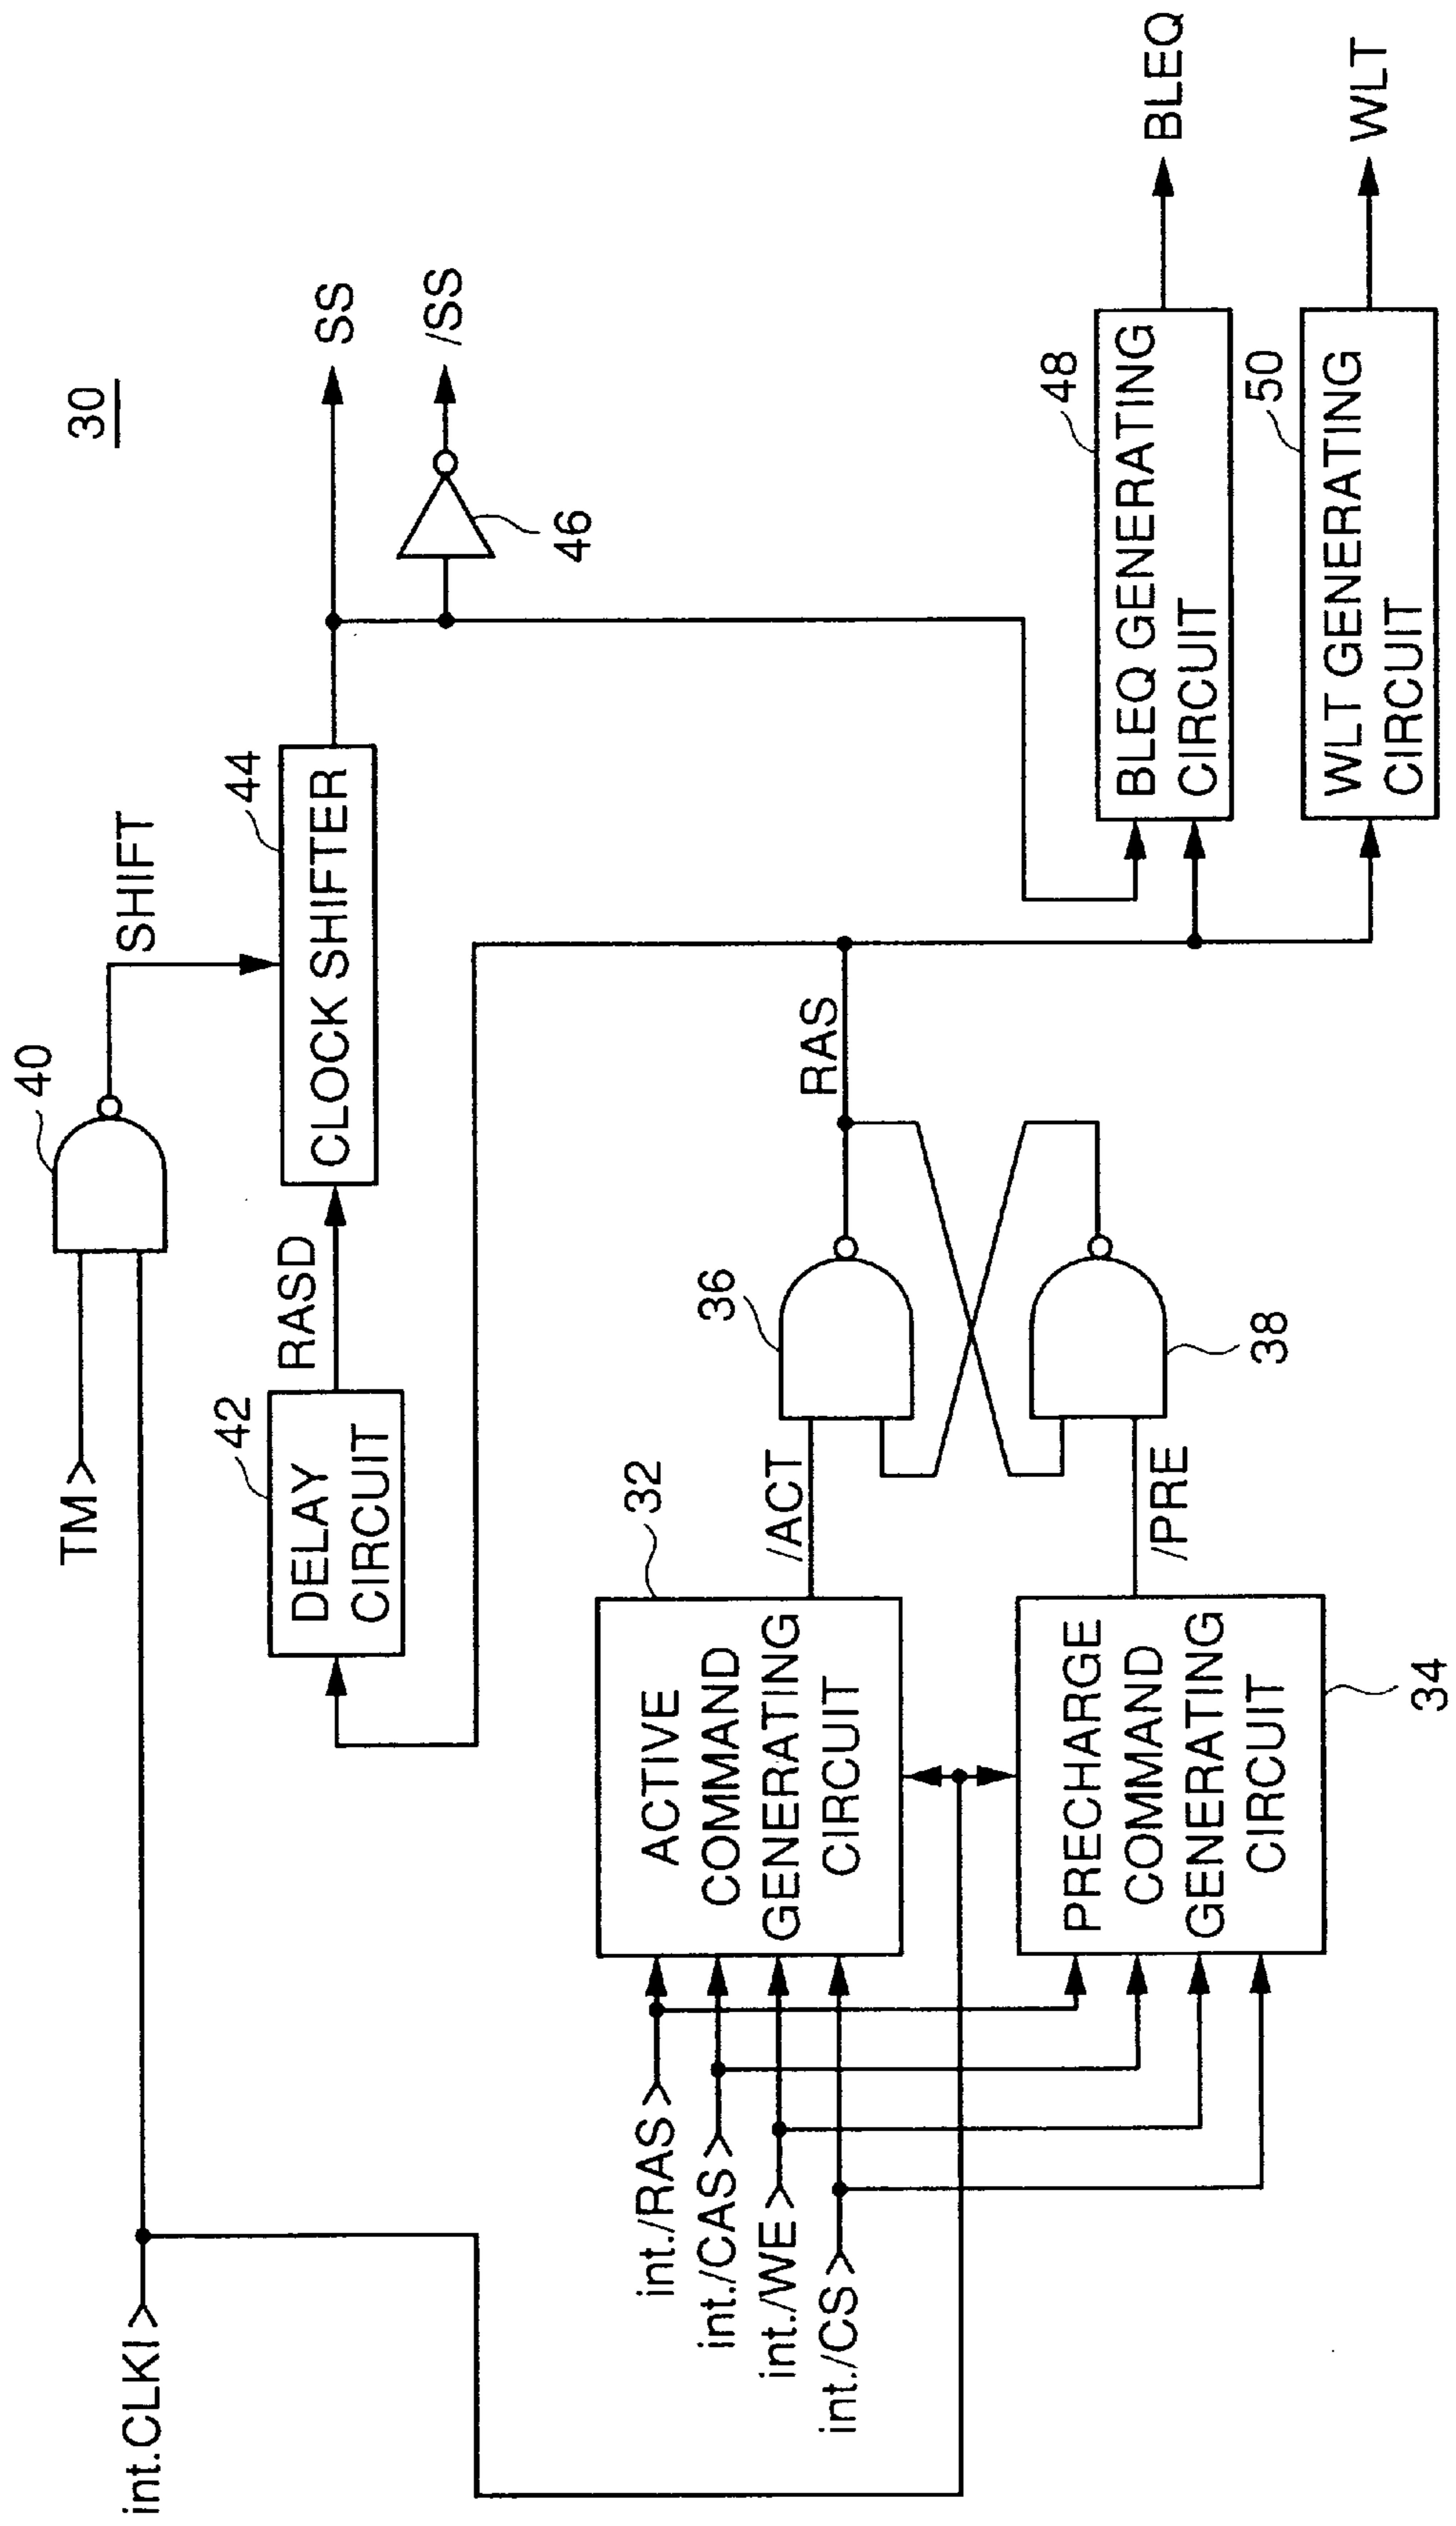 30
int.CLKI
TM
40
SHIFT
42
DELAY
CIRCUIT
RASD
44
CLOCK SHIFTER
SS
/SS
46
int./RAS
int./CAS
int./WE
int./CS
32
ACTIVE
COMMAND
GENERATING
CIRCUIT
/ACT
36
RAS
PRECHARGE
COMMAND
GENERATING
CIRCUIT
34
/PRE
38
48
BLEQ GENERATING
CIRCUIT
BLEQ
50
WLT GENERATING
CIRCUIT
WLT